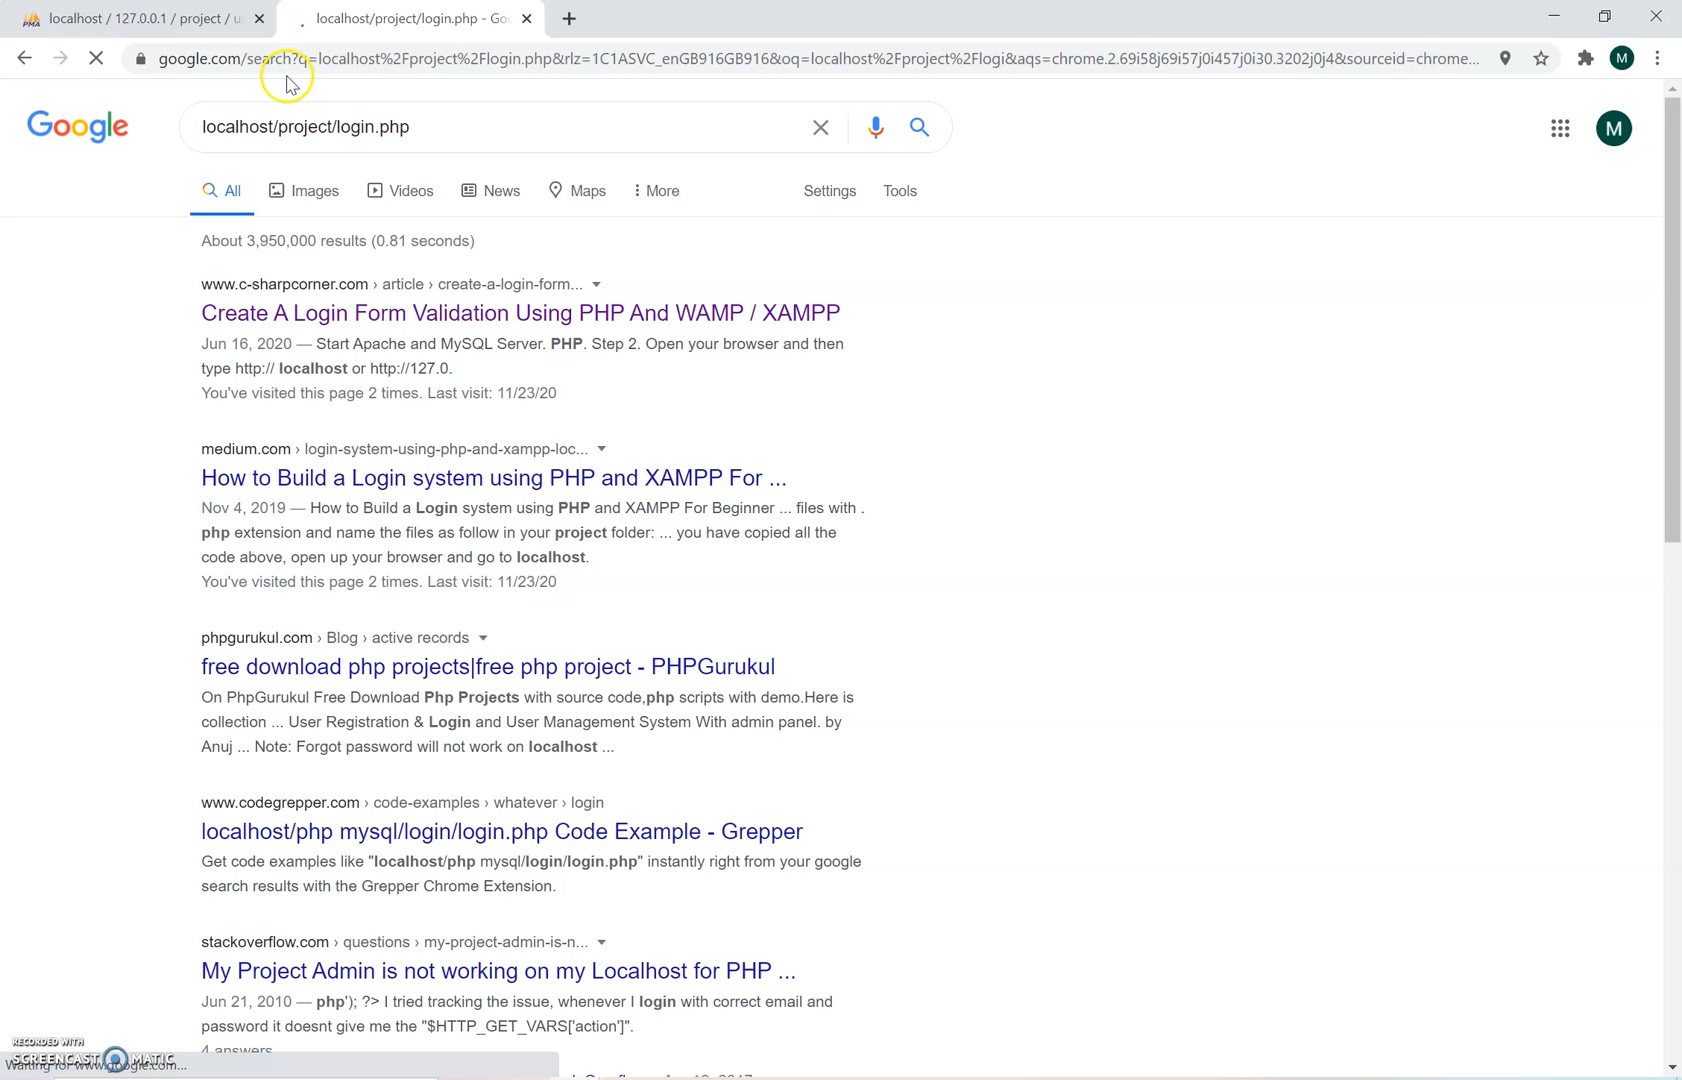 localhost / 127.0.0.1 / project / us
localhost/project/login.php - Goo
google.com/search?q=localhost%2Fproject%2Flogin.php&rlz=1C1ASVC_enGB916GB916&oq=localhost%2Fproject%2Flogi&aqs=chrome.2.69i58j69i57j0i457j0i30.3202j0j4&sourceid=chrome...
M
Google
localhost/project/login.php
M
All Images Videos News Maps More Settings Tools
About 3,950,000 results (0.81 seconds)
www.c-sharpcorner.com › article › create-a-login-form...
Create A Login Form Validation Using PHP And WAMP / XAMPP
Jun 16, 2020 — Start Apache and MySQL Server. PHP. Step 2. Open your browser and then
type http:// localhost or http://127.0.
You've visited this page 2 times. Last visit: 11/23/20
medium.com › login-system-using-php-and-xampp-loc...
How to Build a Login system using PHP and XAMPP For ...
Nov 4, 2019 — How to Build a Login system using PHP and XAMPP For Beginner ... files with .
php extension and name the files as follow in your project folder: ... you have copied all the
code above, open up your browser and go to localhost.
You've visited this page 2 times. Last visit: 11/23/20
phpgurukul.com › Blog › active records
free download php projects|free php project - PHPGurukul
On PhpGurukul Free Download Php Projects with source code,php scripts with demo.Here is
collection ... User Registration & Login and User Management System With admin panel. by
Anuj ... Note: Forgot password will not work on localhost ...
www.codegrepper.com › code-examples › whatever › login
localhost/php mysql/login/login.php Code Example - Grepper
Get code examples like "localhost/php mysql/login/login.php" instantly right from your google
search results with the Grepper Chrome Extension.
stackoverflow.com › questions › my-project-admin-is-n...
My Project Admin is not working on my Localhost for PHP ...
Jun 21, 2010 — php'); ?> I tried tracking the issue, whenever I login with correct email and
password it doesnt give me the "$HTTP_GET_VARS['action']".
4 answers
RECORDED WITH
SCREENCAST MATIC
Waiting for www.google.com...